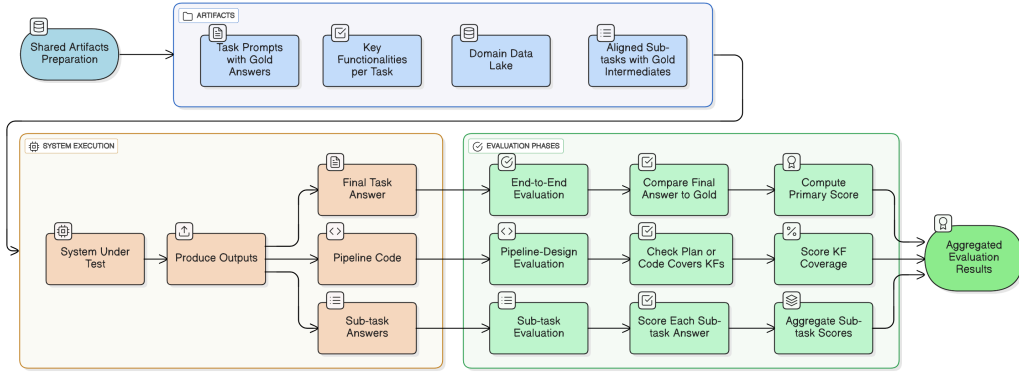 Shared Artifacts
Preparation
ARTIFACTS
Task Prompts
with Gold
Answers
Key
Functionalities
per Task
Domain Data
Lake
Aligned Sub-
tasks with Gold
Intermediates
SYSTEM EXECUTION
System Under
Test
Produce Outputs
Final Task
Answer
Pipeline Code
Sub-task
Answers
EVALUATION PHASES
End-to-End
Evaluation
Compare Final
Answer to Gold
Compute
Primary Score
Pipeline-Design
Evaluation
Check Plan or
Code Covers KFs
Score KF
Coverage
Sub-task
Evaluation
Score Each Sub-
task Answer
Aggregate Sub-
task Scores
Aggregated
Evaluation
Results